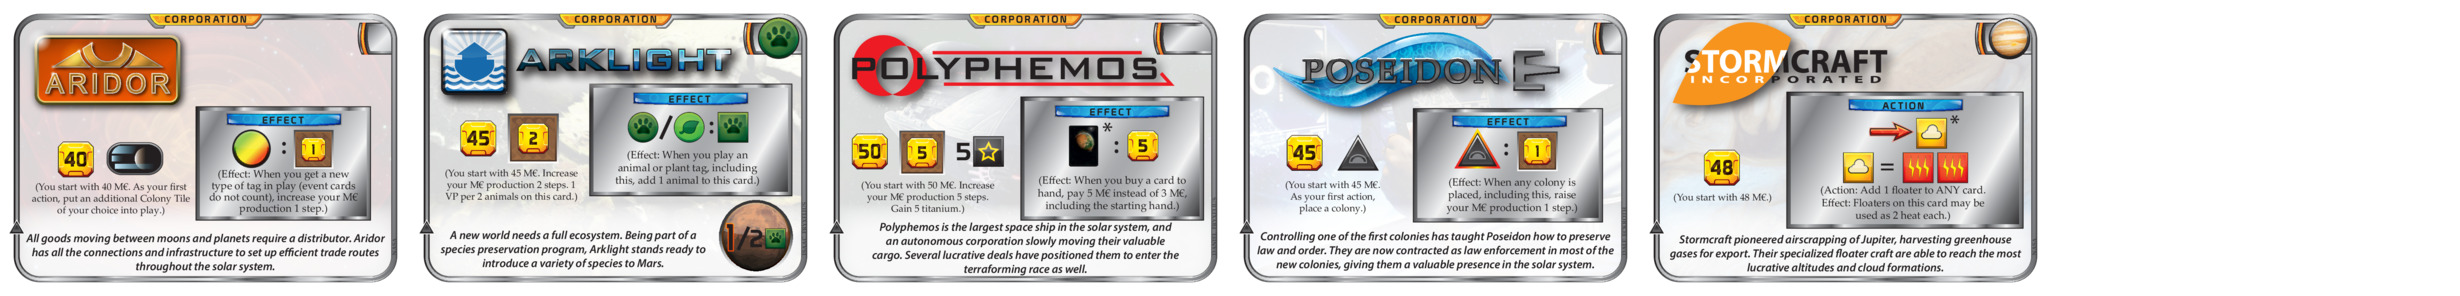 CORPORATION
ARIDOR
EFFECT
40
: 1
(You start with 40 M€. As your first
action, put an additional Colony Tile
of your choice into play.)
(Effect: When you get a new
type of tag in play (event cards
do not count), increase your M€
production 1 step.)
All goods moving between moons and planets require a distributor. Aridor
has all the connections and infrastructure to set up efficient trade routes
throughout the solar system.
CORPORATION
ARKLIGHT
EFFECT
45 2
/ :
(You start with 45 M€. Increase
your M€ production 2 steps. 1
VP per 2 animals on this card.)
(Effect: When you play an
animal or plant tag, including
this, add 1 animal to this card.)
A new world needs a full ecosystem. Being part of a
species preservation program, Arklight stands ready to
introduce a variety of species to Mars.
1/2
CORPORATION
POLYPHEMOS
EFFECT
50 5 5
* : 5
(You start with 50 M€. Increase
your M€ production 5 steps.
Gain 5 titanium.)
(Effect: When you buy a card to
hand, pay 5 M€ instead of 3 M€,
including the starting hand.)
Polyphemos is the largest space ship in the solar system, and
an autonomous corporation slowly moving their valuable
cargo. Several lucrative deals have positioned them to enter the
terraforming race as well.
CORPORATION
POSEIDON
EFFECT
45
: 1
(You start with 45 M€.
As your first action,
place a colony.)
(Effect: When any colony is
placed, including this, raise
your M€ production 1 step.)
Controlling one of the first colonies has taught Poseidon how to preserve
law and order. They are now contracted as law enforcement in most of the
new colonies, giving them a valuable presence in the solar system.
CORPORATION
STORMCRAFT
INCORPORATED
ACTION
*
=
48
(You start with 48 M€.)
(Action: Add 1 floater to ANY card.
Effect: Floaters on this card may be
used as 2 heat each.)
Stormcraft pioneered airscrapping of Jupiter, harvesting greenhouse
gases for export. Their specialized floater craft are able to reach the most
lucrative altitudes and cloud formations.